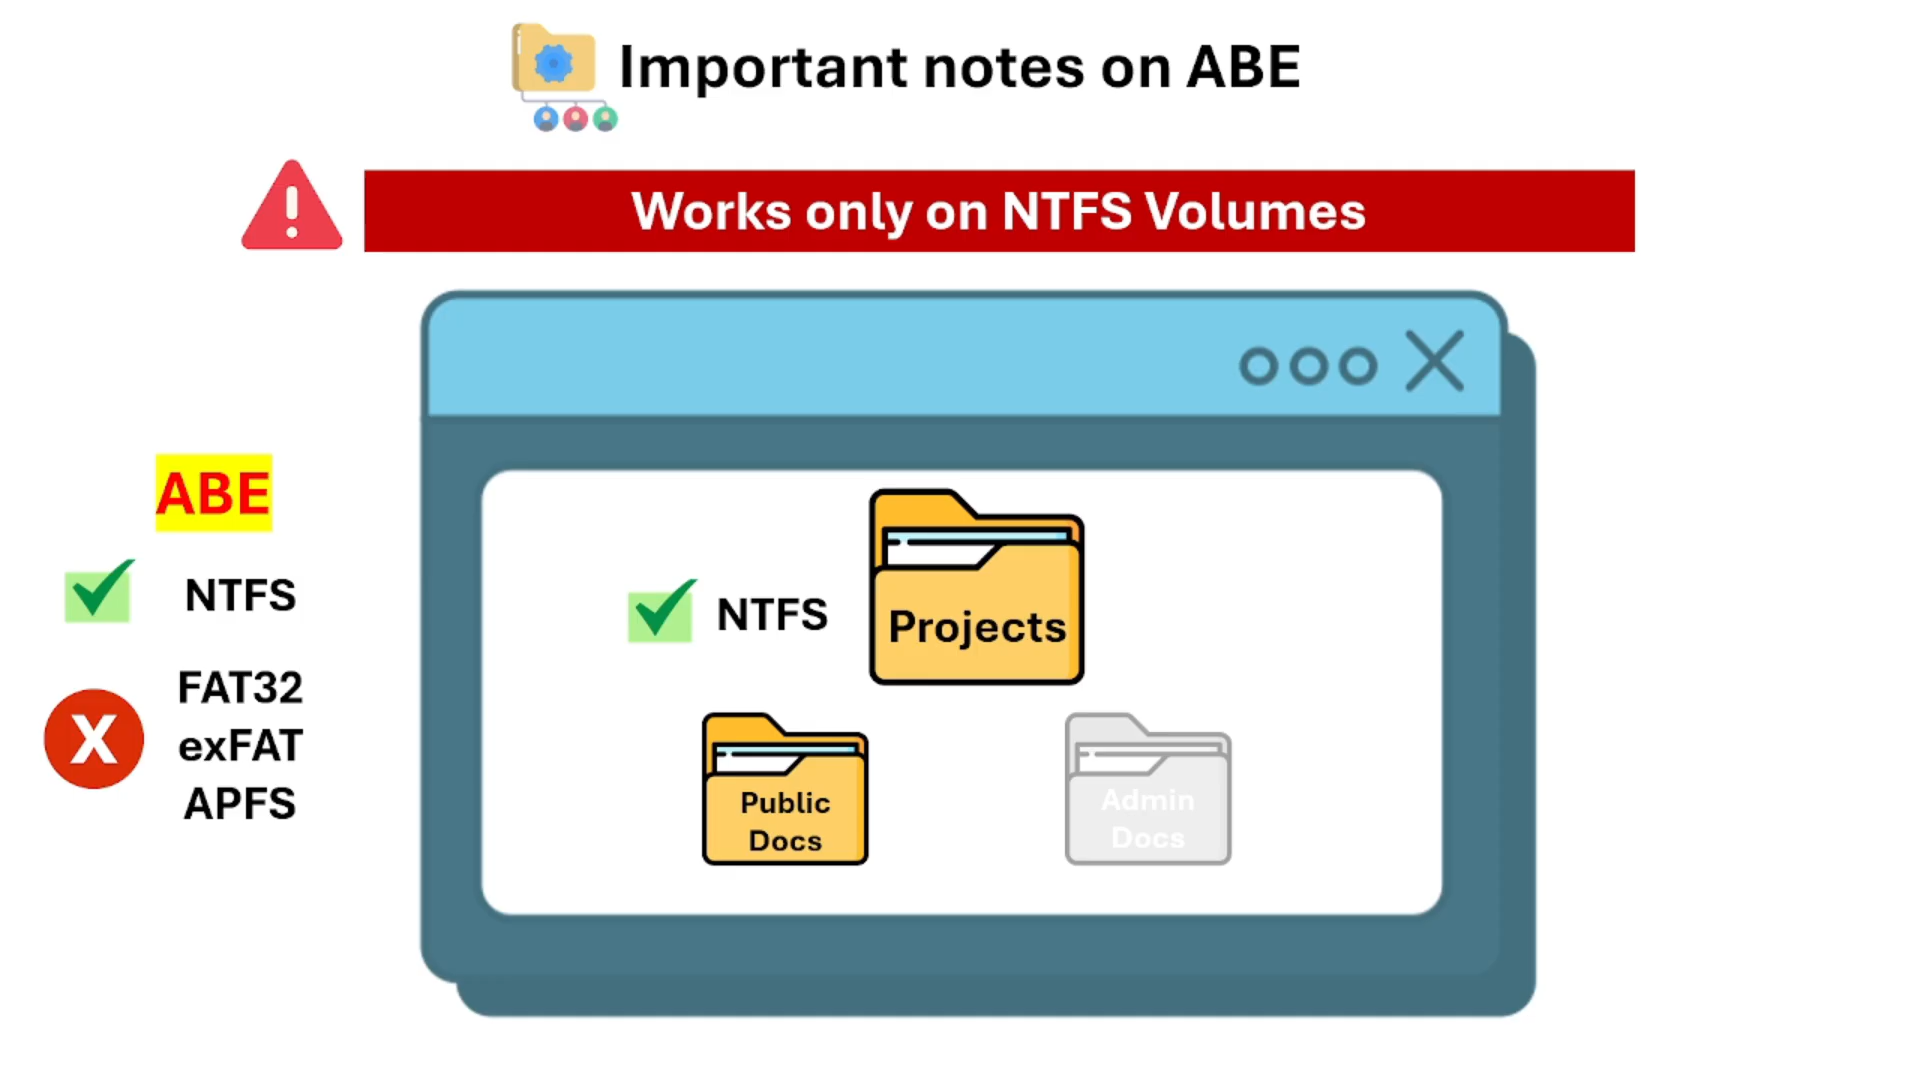 Important notes on ABE
Works only on NTFS Volumes
ABE
NTFS
FAT32
exFAT
APFS
NTFS
Projects
Public
Docs
Admin
Docs